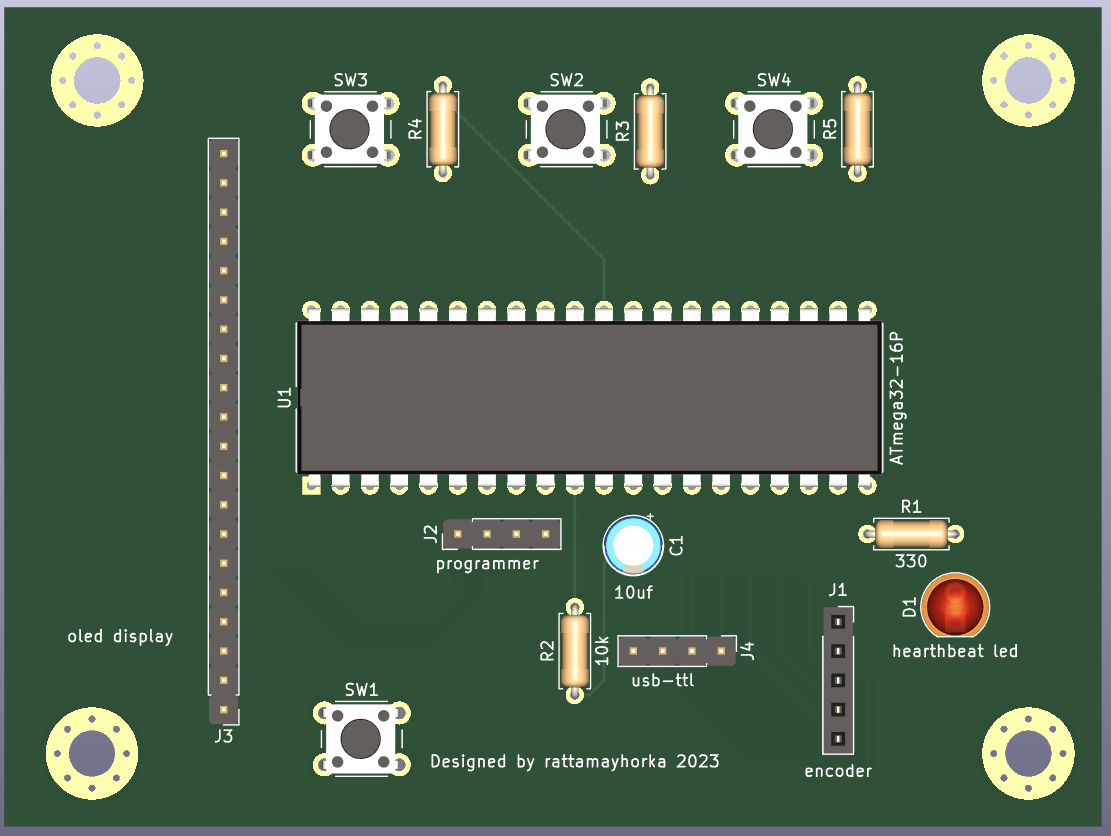 SW3
SW2
SW4
R4
R3
R5
U1
ATmega32-16P
J2
programmer
+
C1
10uf
R1
330
D1
hearthbeat led
J1
encoder
R2
10k
J4
usb-ttl
oled display
J3
SW1
Designed by rattamayhorka 2023